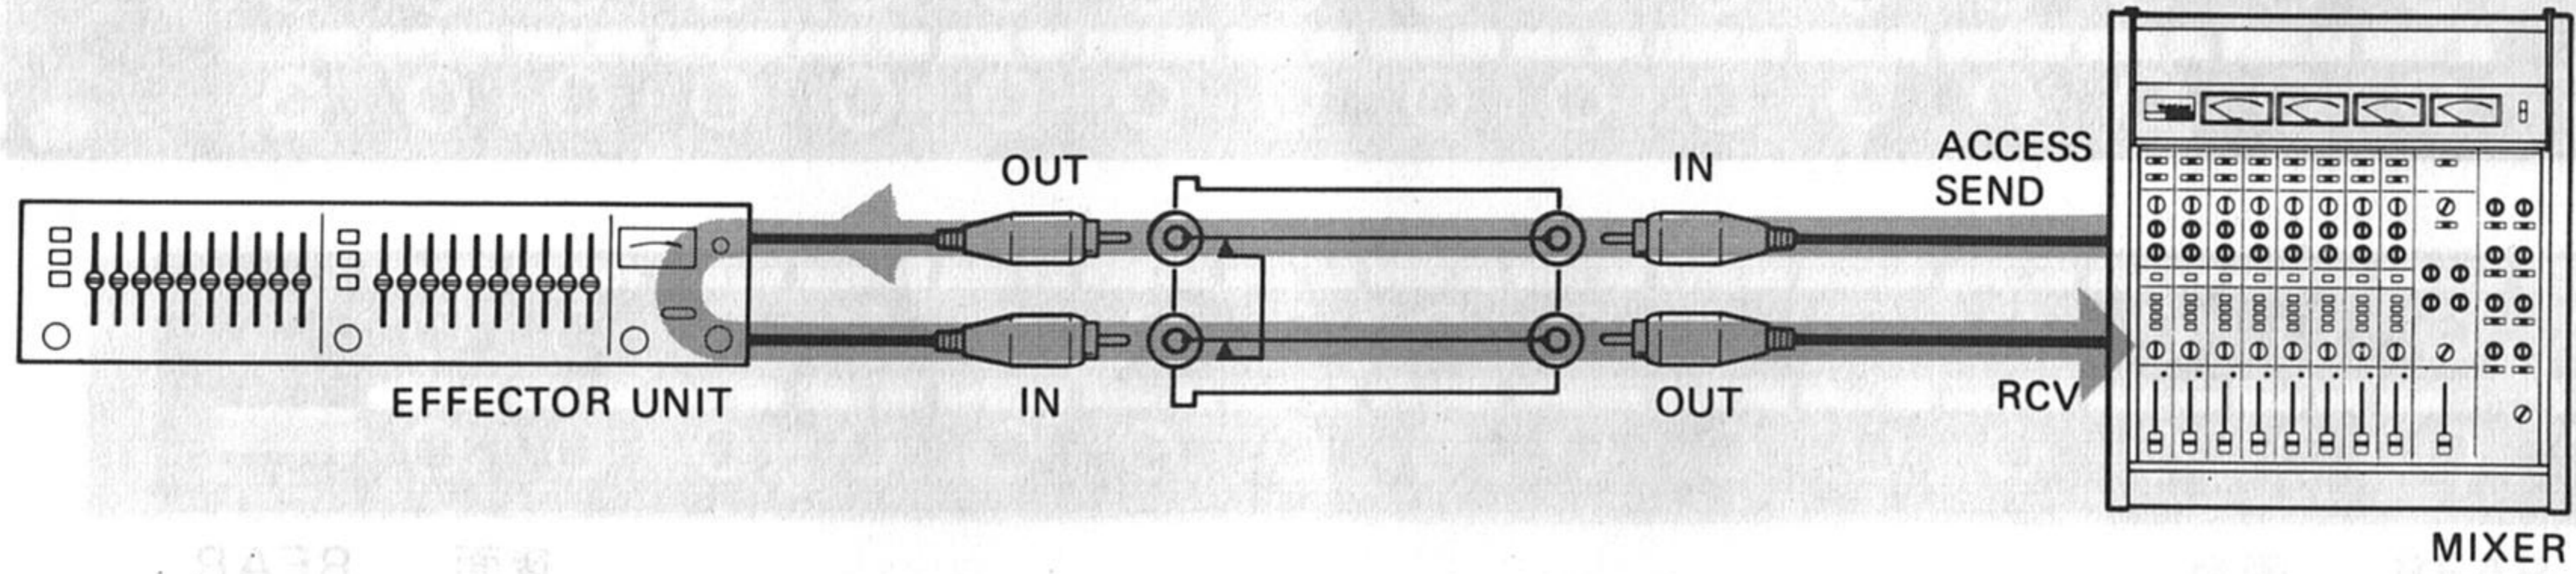 OUT
IN
ACCESS
SEND
EFFECTOR UNIT
IN
OUT
RCV
MIXER